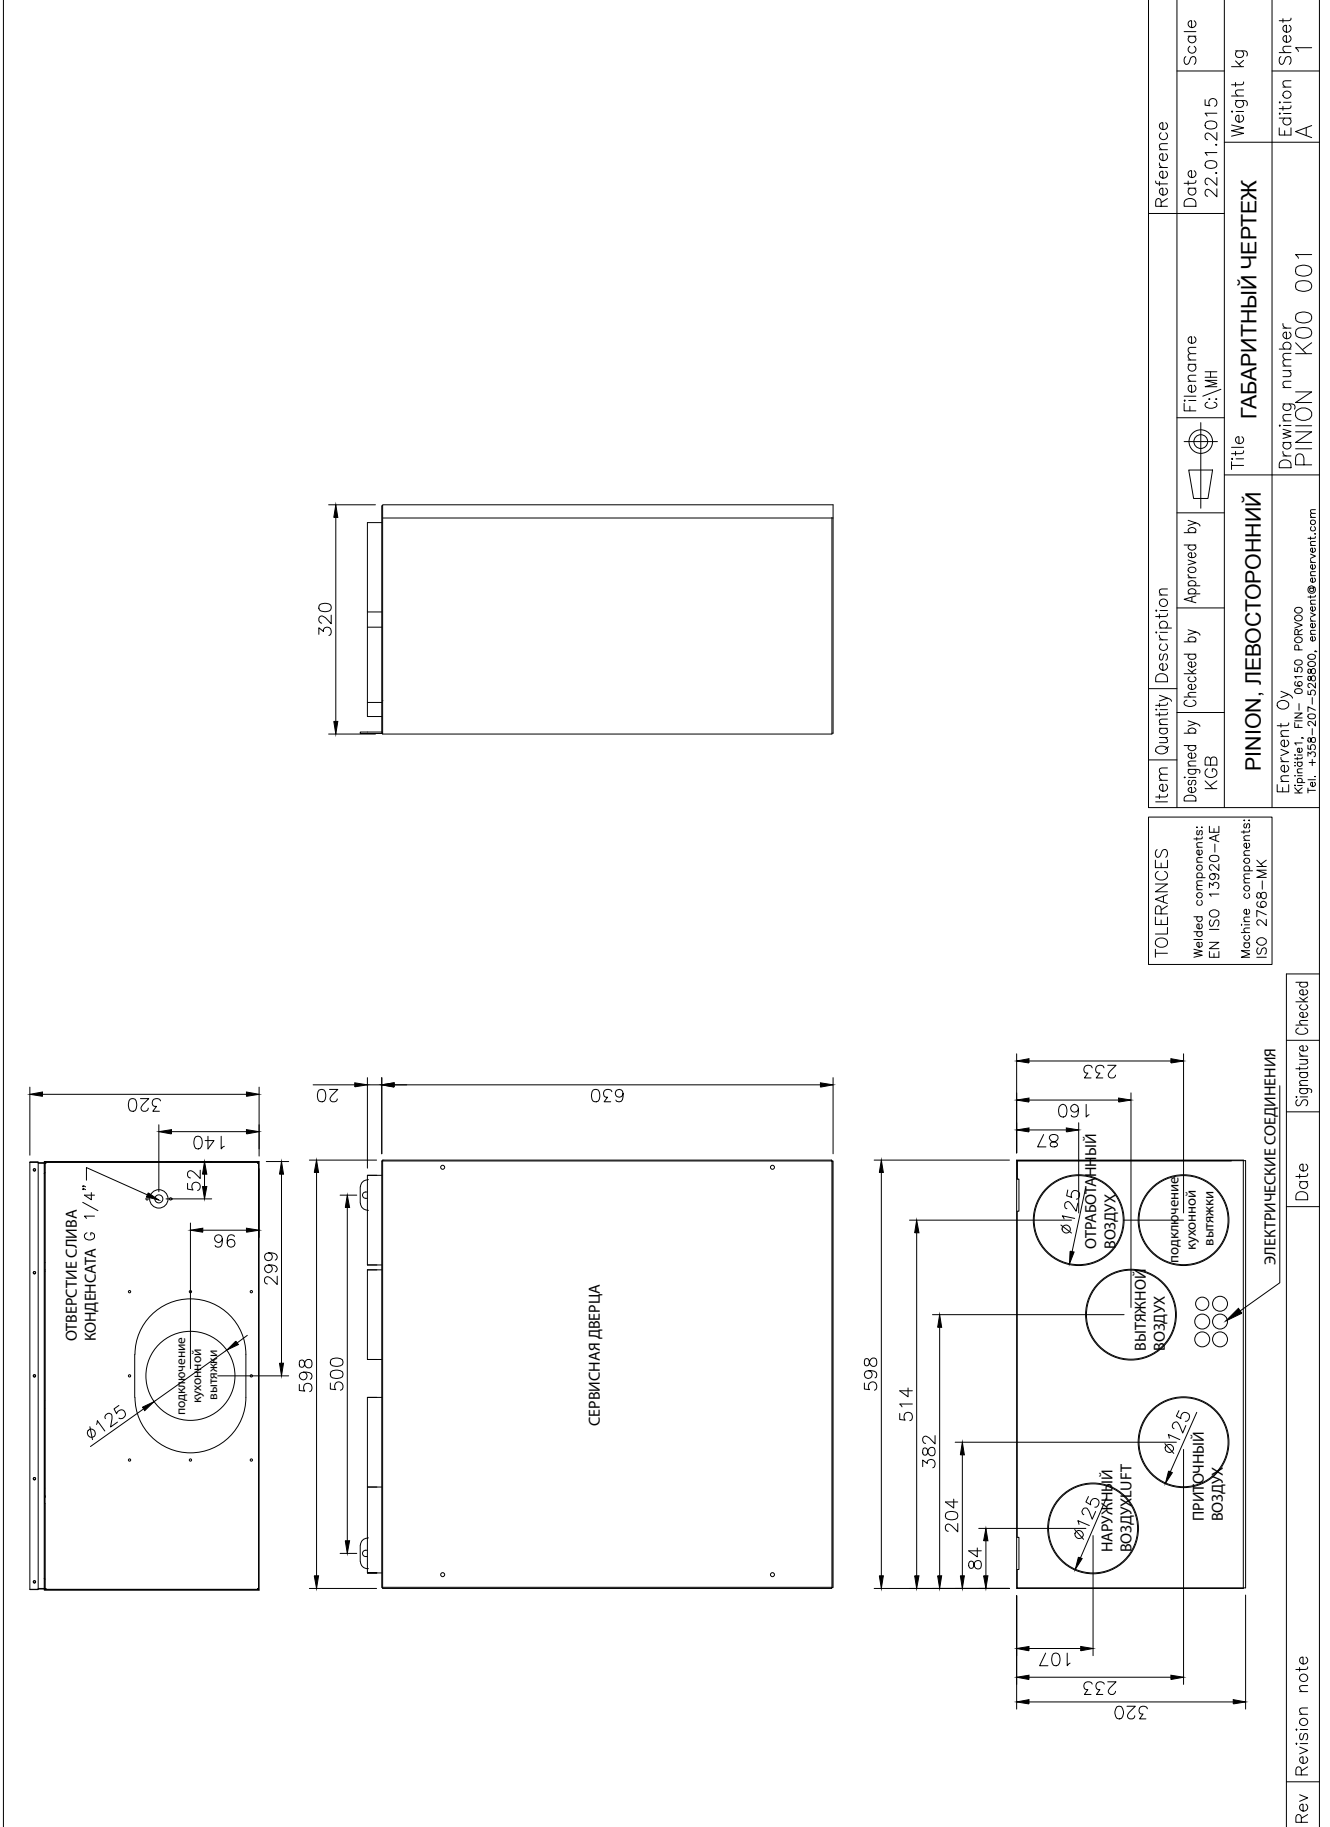 320
140
52
96
299
ОТВЕРСТИЕ СЛИВА
КОНДЕНСАТА G 1/4"
подключение
кухонной
вытяжки
ø125
20
630
598
500
СЕРВИСНАЯ ДВЕРЦА
320
233
160
87
598
514
382
204
84
ø125
ОТРАБОТАННЫЙ
ВОЗДУХ
подключение
кухонной
вытяжки
ВЫТЯЖНОЙ
ВОЗДУХ
ø125
ПРИТОЧНЫЙ
ВОЗДУХ
ø125
НАРУЖНЫЙ
ВОЗДУХLUFT
107
233
320
ЭЛЕКТРИЧЕСКИЕ СОЕДИНЕНИЯ
TOLERANCES
Welded components:
EN ISO 13920-AE
Machine components:
ISO 2768-MK
Item Quantity Description Reference
Designed by Checked by Approved by Filename Date Scale
KGB C:\MH 22.01.2015
PINION, ЛЕВОСТОРОННИЙ
Title ГАБАРИТНЫЙ ЧЕРТЕЖ
Weight kg
Enervent Oy
Kipinätie1, FIN- 06150 PORVOO
Tel. +358-207-528800, enervent@enervent.com
Drawing number
PINION K00 001
Edition Sheet
A 1
Rev Revision note Date Signature Checked